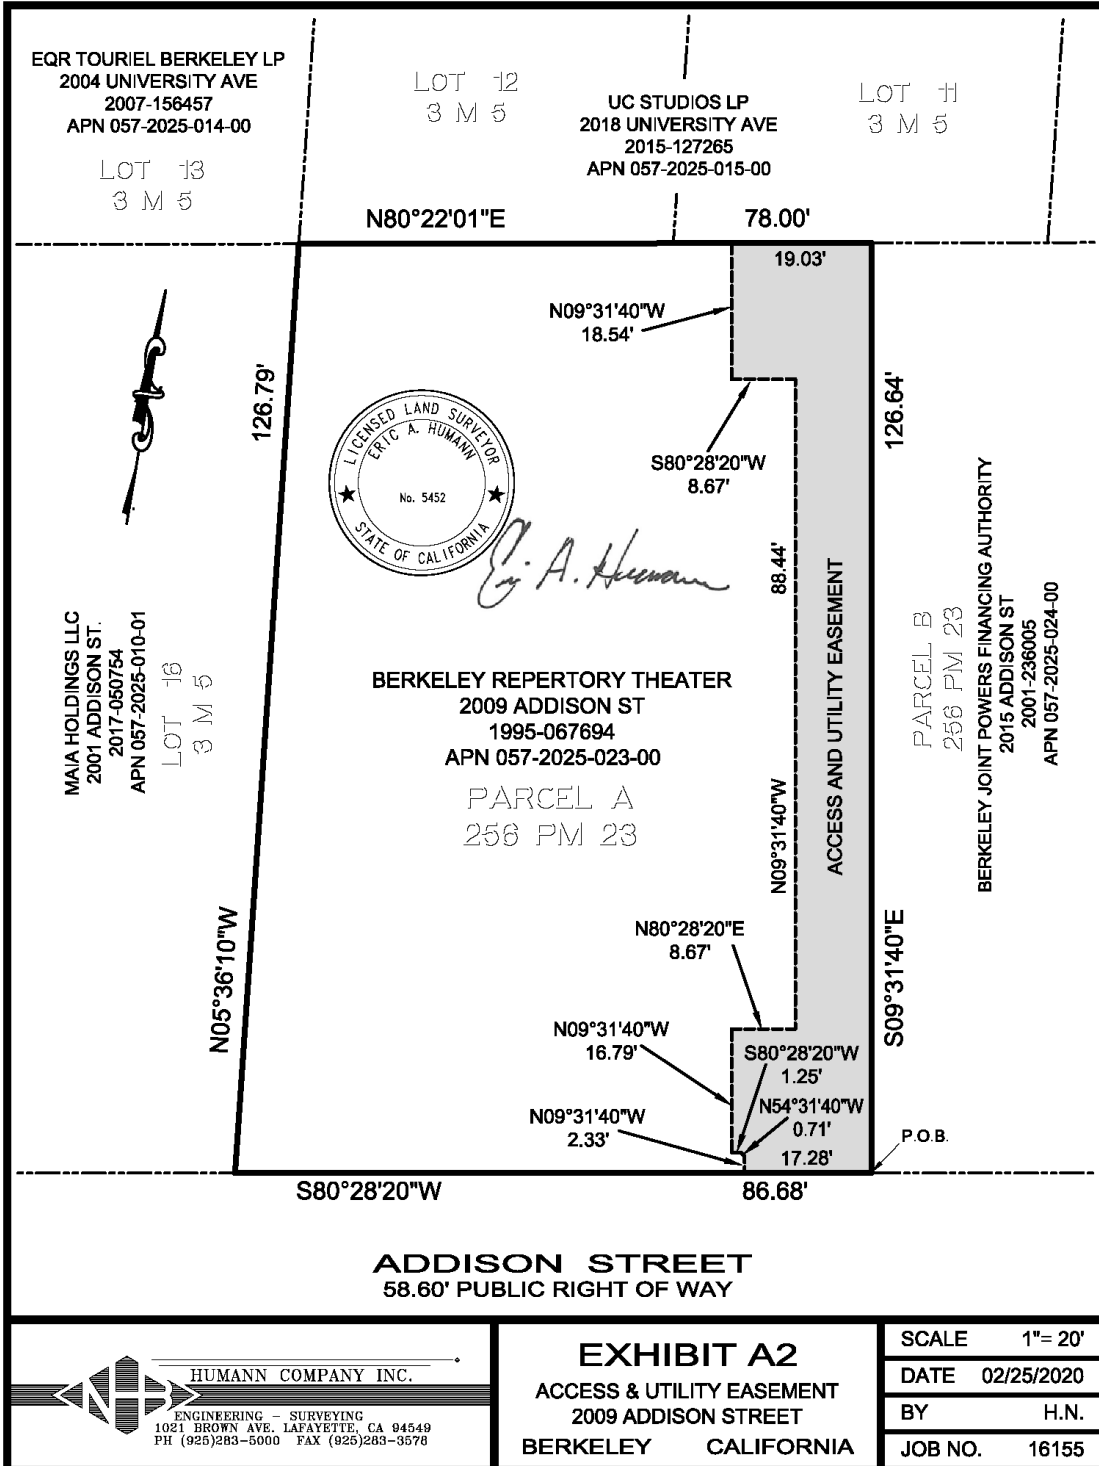 EQR TOURIEL BERKELEY LP
2004 UNIVERSITY AVE
2007-156457
APN 057-2025-014-00
LOT 13
3 M 5
LOT 12
3 M 5
UC STUDIOS LP
2018 UNIVERSITY AVE
2015-127265
APN 057-2025-015-00
LOT 11
3 M 5
N80°22'01"E
78.00'
19.03'
N09°31'40"W
18.54'
S80°28'20"W
8.67'
126.79'
N05°36'10"W
126.64'
S09°31'40"E
LICENSED LAND SURVEYOR
ERIC A. HUMANN
No. 5452
STATE OF CALIFORNIA
Eric A. Humann
88.44'
N09°31'40"W
ACCESS AND UTILITY EASEMENT
MAIA HOLDINGS LLC
2001 ADDISON ST.
2017-050754
APN 057-2025-010-01
LOT 16
3 M 5
BERKELEY REPERTORY THEATER
2009 ADDISON ST
1995-067694
APN 057-2025-023-00
PARCEL A
256 PM 23
PARCEL B
256 PM 23
BERKELEY JOINT POWERS FINANCING AUTHORITY
2015 ADDISON ST
2001-236005
APN 057-2025-024-00
N80°28'20"E
8.67'
N09°31'40"W
16.79'
S80°28'20"W
1.25'
N54°31'40"W
0.71'
N09°31'40"W
2.33'
17.28'
P.O.B.
S80°28'20"W
86.68'
ADDISON STREET
58.60' PUBLIC RIGHT OF WAY
NHB
HUMANN COMPANY INC.
ENGINEERING – SURVEYING
1021 BROWN AVE. LAFAYETTE, CA 94549
PH (925)283-5000 FAX (925)283-3578
EXHIBIT A2
ACCESS & UTILITY EASEMENT
2009 ADDISON STREET
BERKELEY CALIFORNIA
SCALE 1"= 20'
DATE 02/25/2020
BY H.N.
JOB NO. 16155